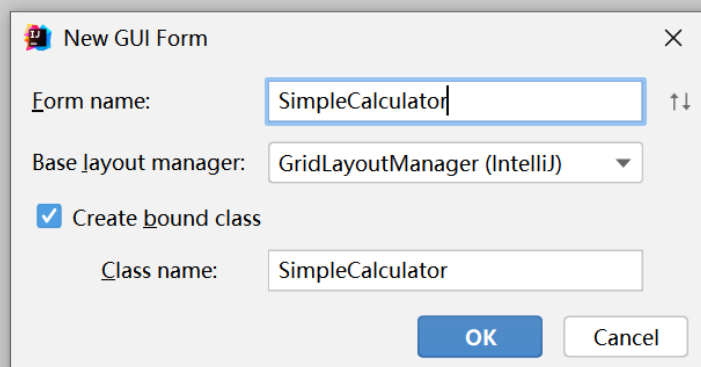 New GUI Form
Form name: SimpleCalculator
Base layout manager: GridLayoutManager (IntelliJ)
Create bound class
Class name: SimpleCalculator
OK Cancel